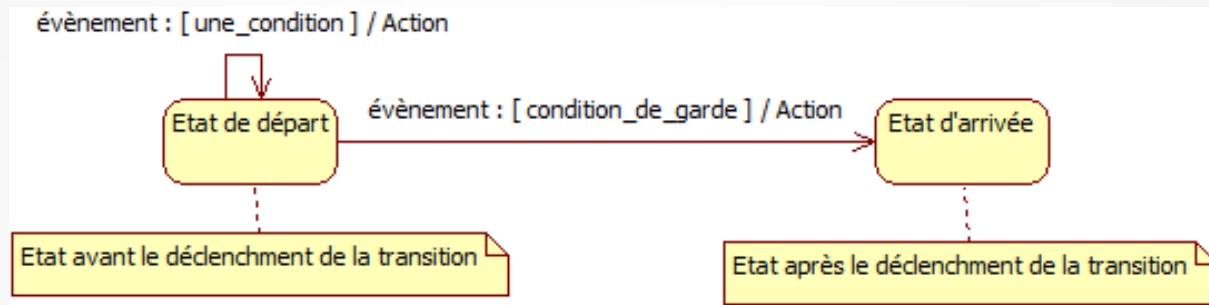 évènement : [ une_condition ] / Action
évènement : [ condition_de_garde ] / Action
Etat de départ
Etat d'arrivée
Etat avant le déclenchment de la transition
Etat après le déclenchment de la transition